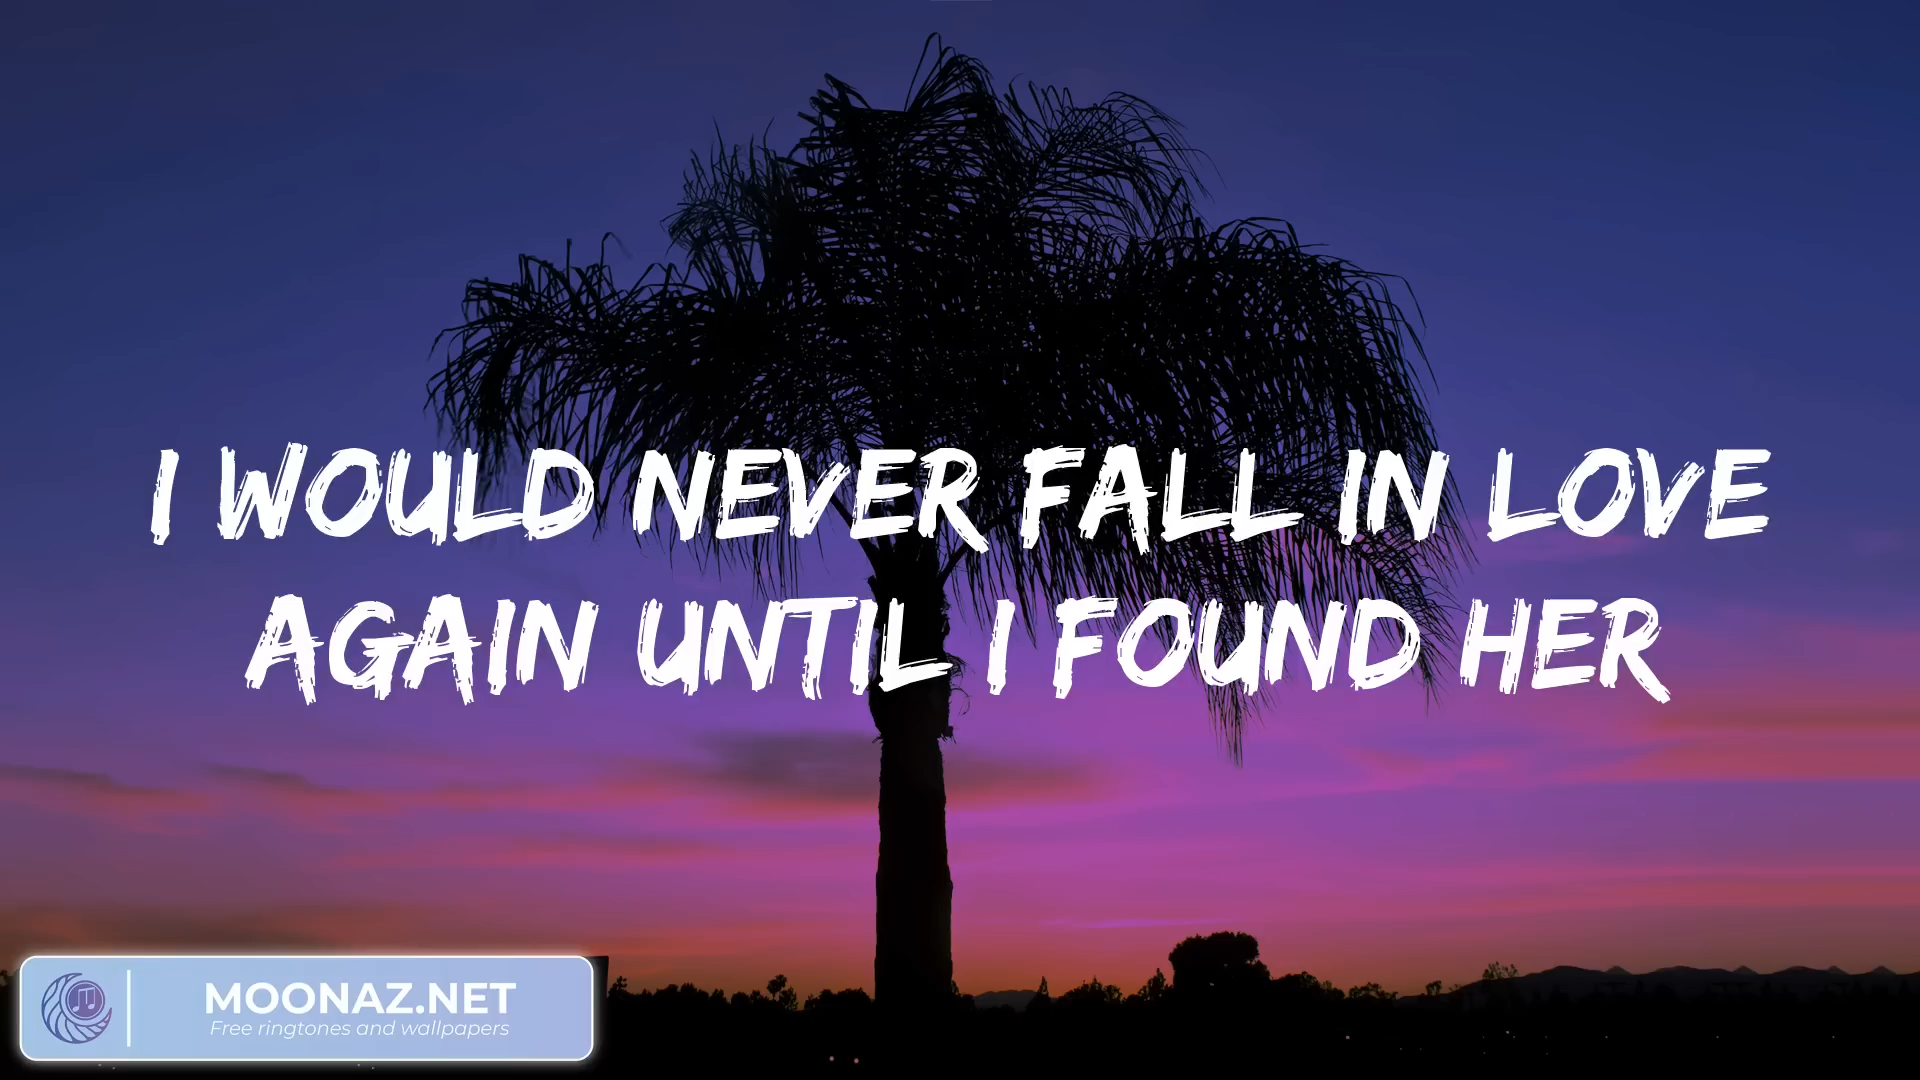 I WOULD NEVER FALL IN LOVE
AGAIN UNTIL I FOUND HER
MOONAZ.NET
Free ringtones and wallpapers